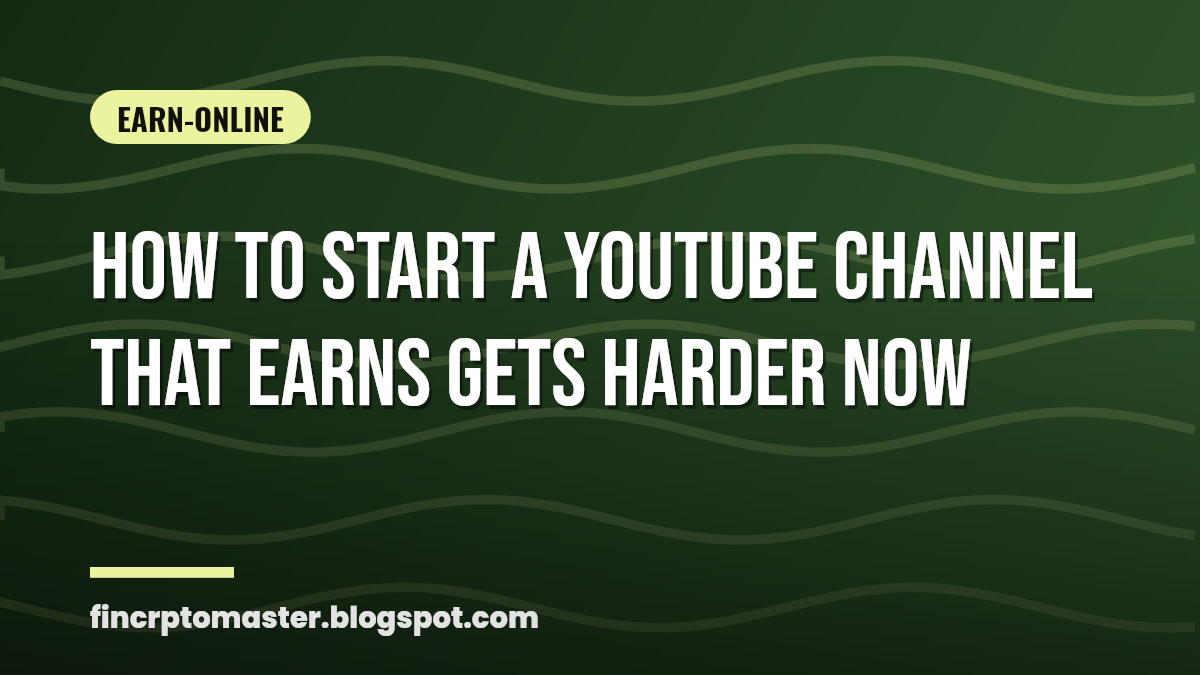 EARN-ONLINE
HOW TO START A YOUTUBE CHANNEL
THAT EARNS GETS HARDER NOW
fincrptomaster.blogspot.com